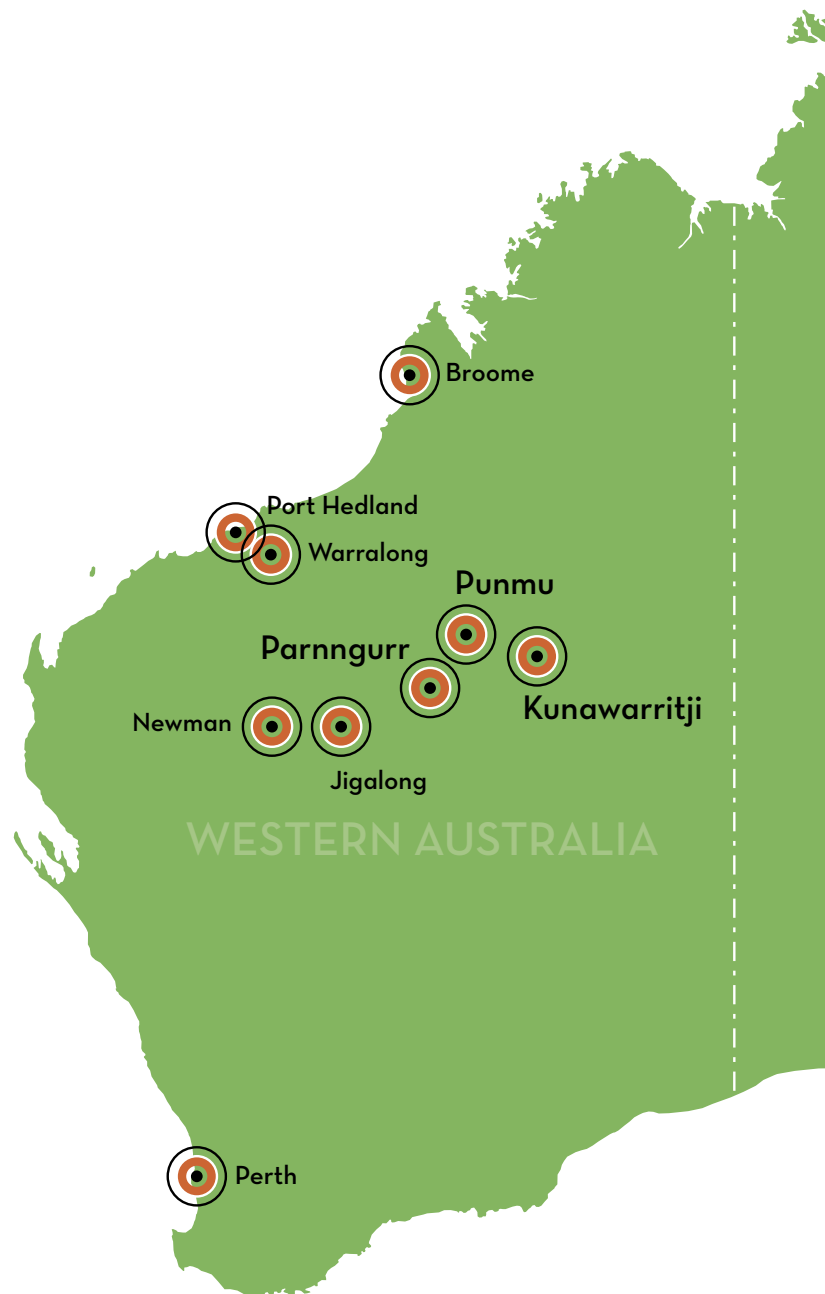 Broome
Port Hedland
Warralong
Punmu
Parnngurr
Kunawarritji
Newman
Jigalong
WESTERN AUSTRALIA
Perth